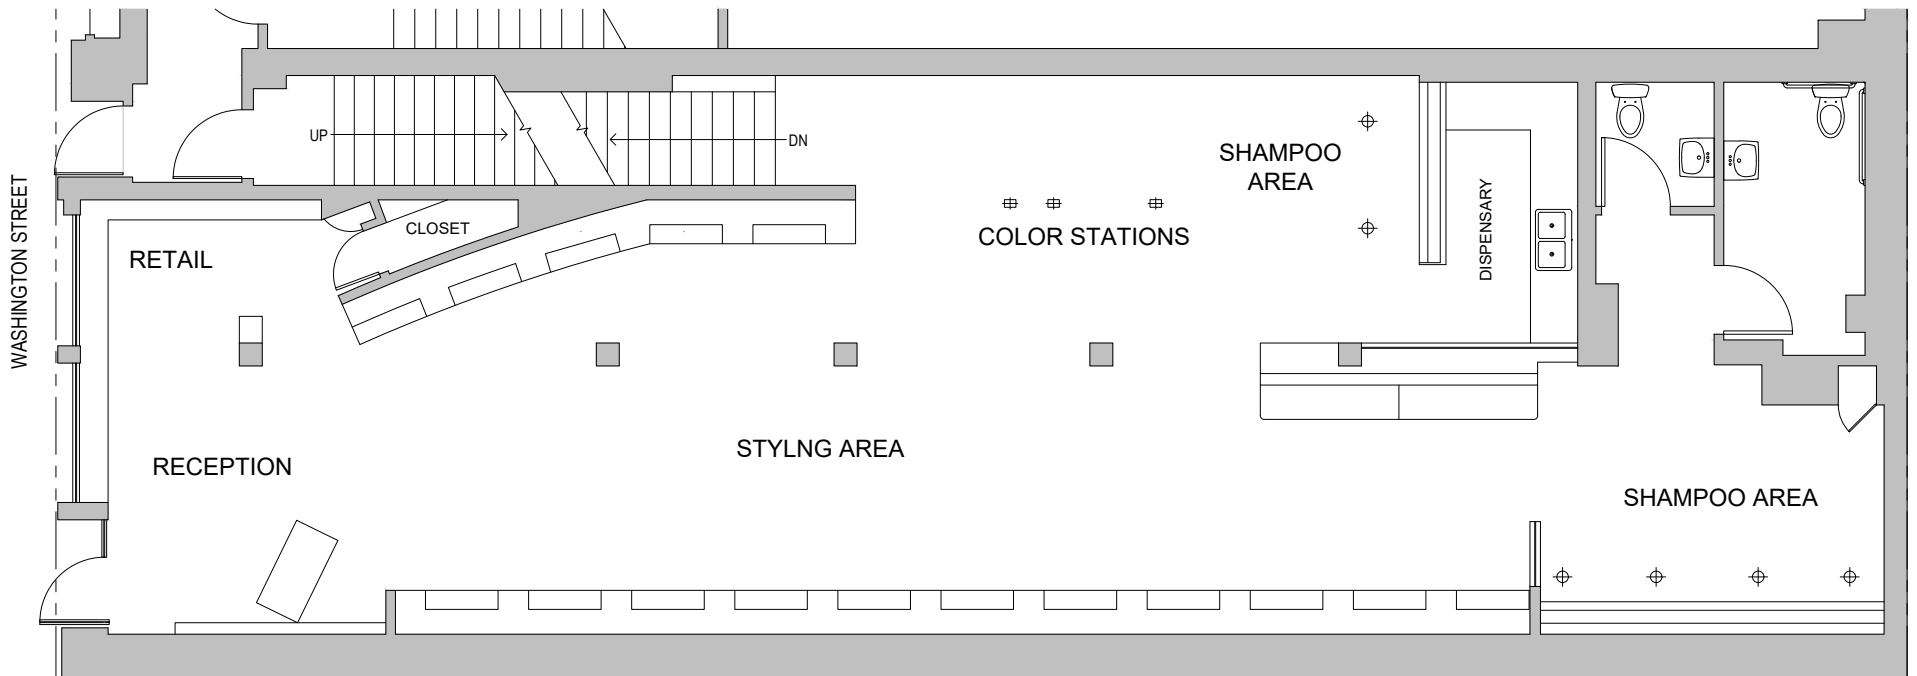 WASHINGTON STREET
UP
DN
SHAMPOO
AREA
CLOSET
COLOR STATIONS
DISPENSARY
RETAIL
STYLNG AREA
RECEPTION
SHAMPOO AREA